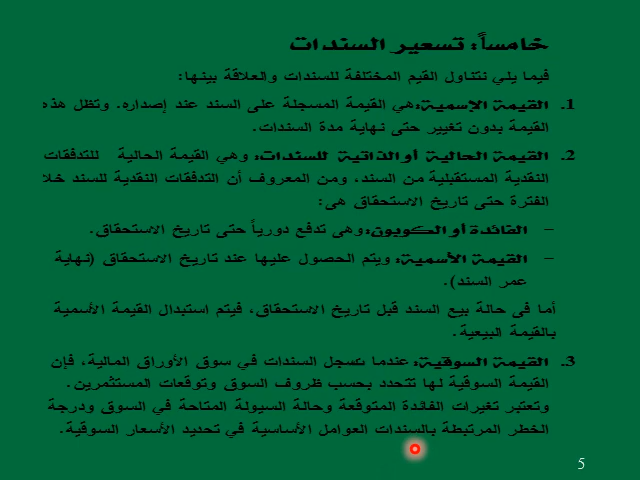 خامساً: تسعير السندات
فيما يلي نتناول القيم المختلفة للسندات والعلاقة بينها:
1. القيمة الإسمية: هي القيمة المسجلة على السند عند إصداره. وتظل هذه
القيمة بدون تغيير حتى نهاية مدة السندات.
2. القيمة الحالية أو الذاتية للسندات: وهي القيمة الحالية للتدفقات
النقدية المستقبلية من السند، ومن المعروف أن التدفقات النقدية للسند خلا
الفترة حتى تاريخ الاستحقاق هى:
– الفائدة أو الكوبون: وهى تدفع دورياً حتى تاريخ الاستحقاق.
– القيمة الأسمية: ويتم الحصول عليها عند تاريخ الاستحقاق (نهاية
عمر السند).
أما فى حالة بيع السند قبل تاريخ الاستحقاق، فيتم استبدال القيمة الأسمية
بالقيمة البيعية.
3. القيمة السوقية: عندما تسجل السندات في سوق الأوراق المالية، فإن
القيمة السوقية لها تتحدد بحسب ظروف السوق وتوقعات المستثمرين.
وتعتبر تغيرات الفائدة المتوقعة وحالة السيولة المتاحة في السوق ودرجة
الخطر المرتبطة بالسندات العوامل الأساسية في تحديد الأسعار السوقية.
5